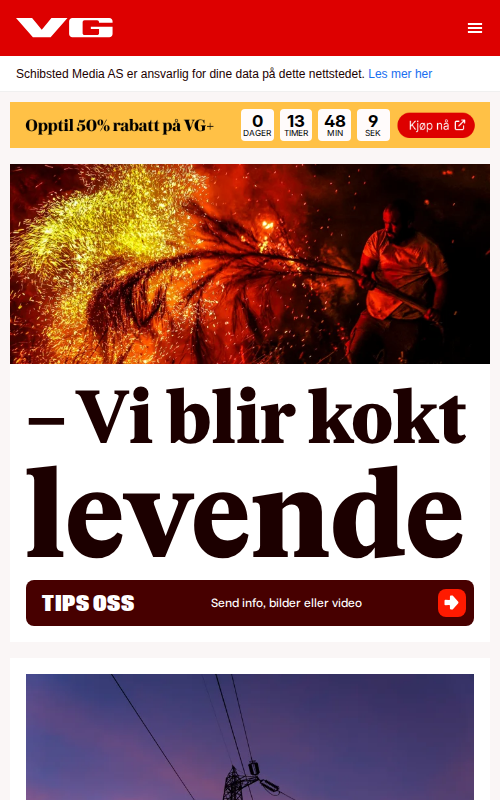 VG
Schibsted Media AS er ansvarlig for dine data på dette nettstedet. Les mer her
Opptil 50% rabatt på VG+
0 13 48 9
DAGER TIMER MIN SEK
Kjøp nå
– Vi blir kokt
levende
TIPS OSS
Send info, bilder eller video